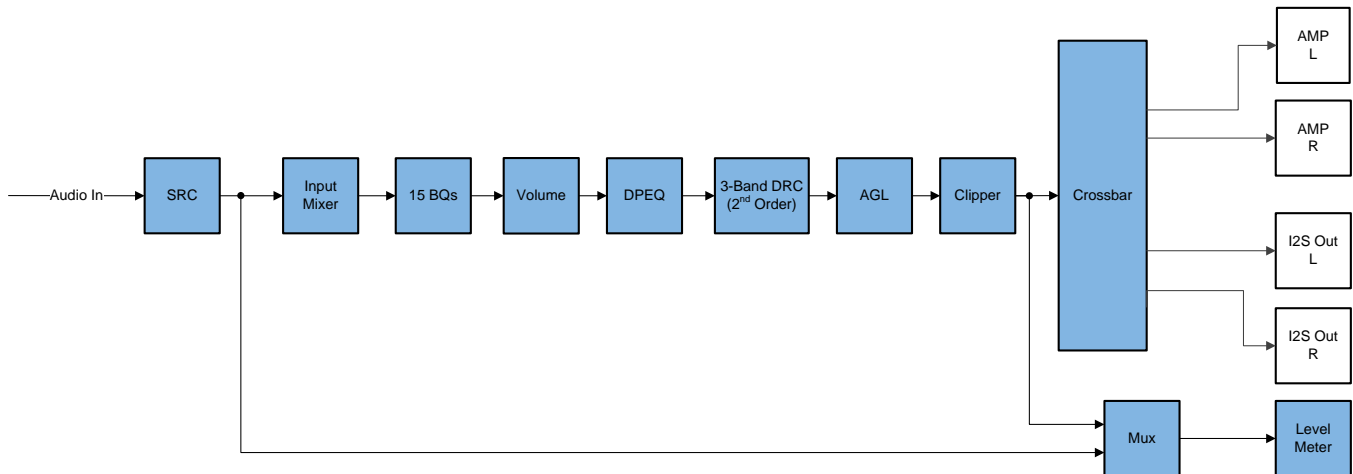 AMP
L
AMP
R
Audio In
SRC
Input
Mixer
15 BQs
Volume
DPEQ
3-Band DRC
(2nd Order)
AGL
Clipper
Crossbar
I2S Out
L
I2S Out
R
Mux
Level
Meter